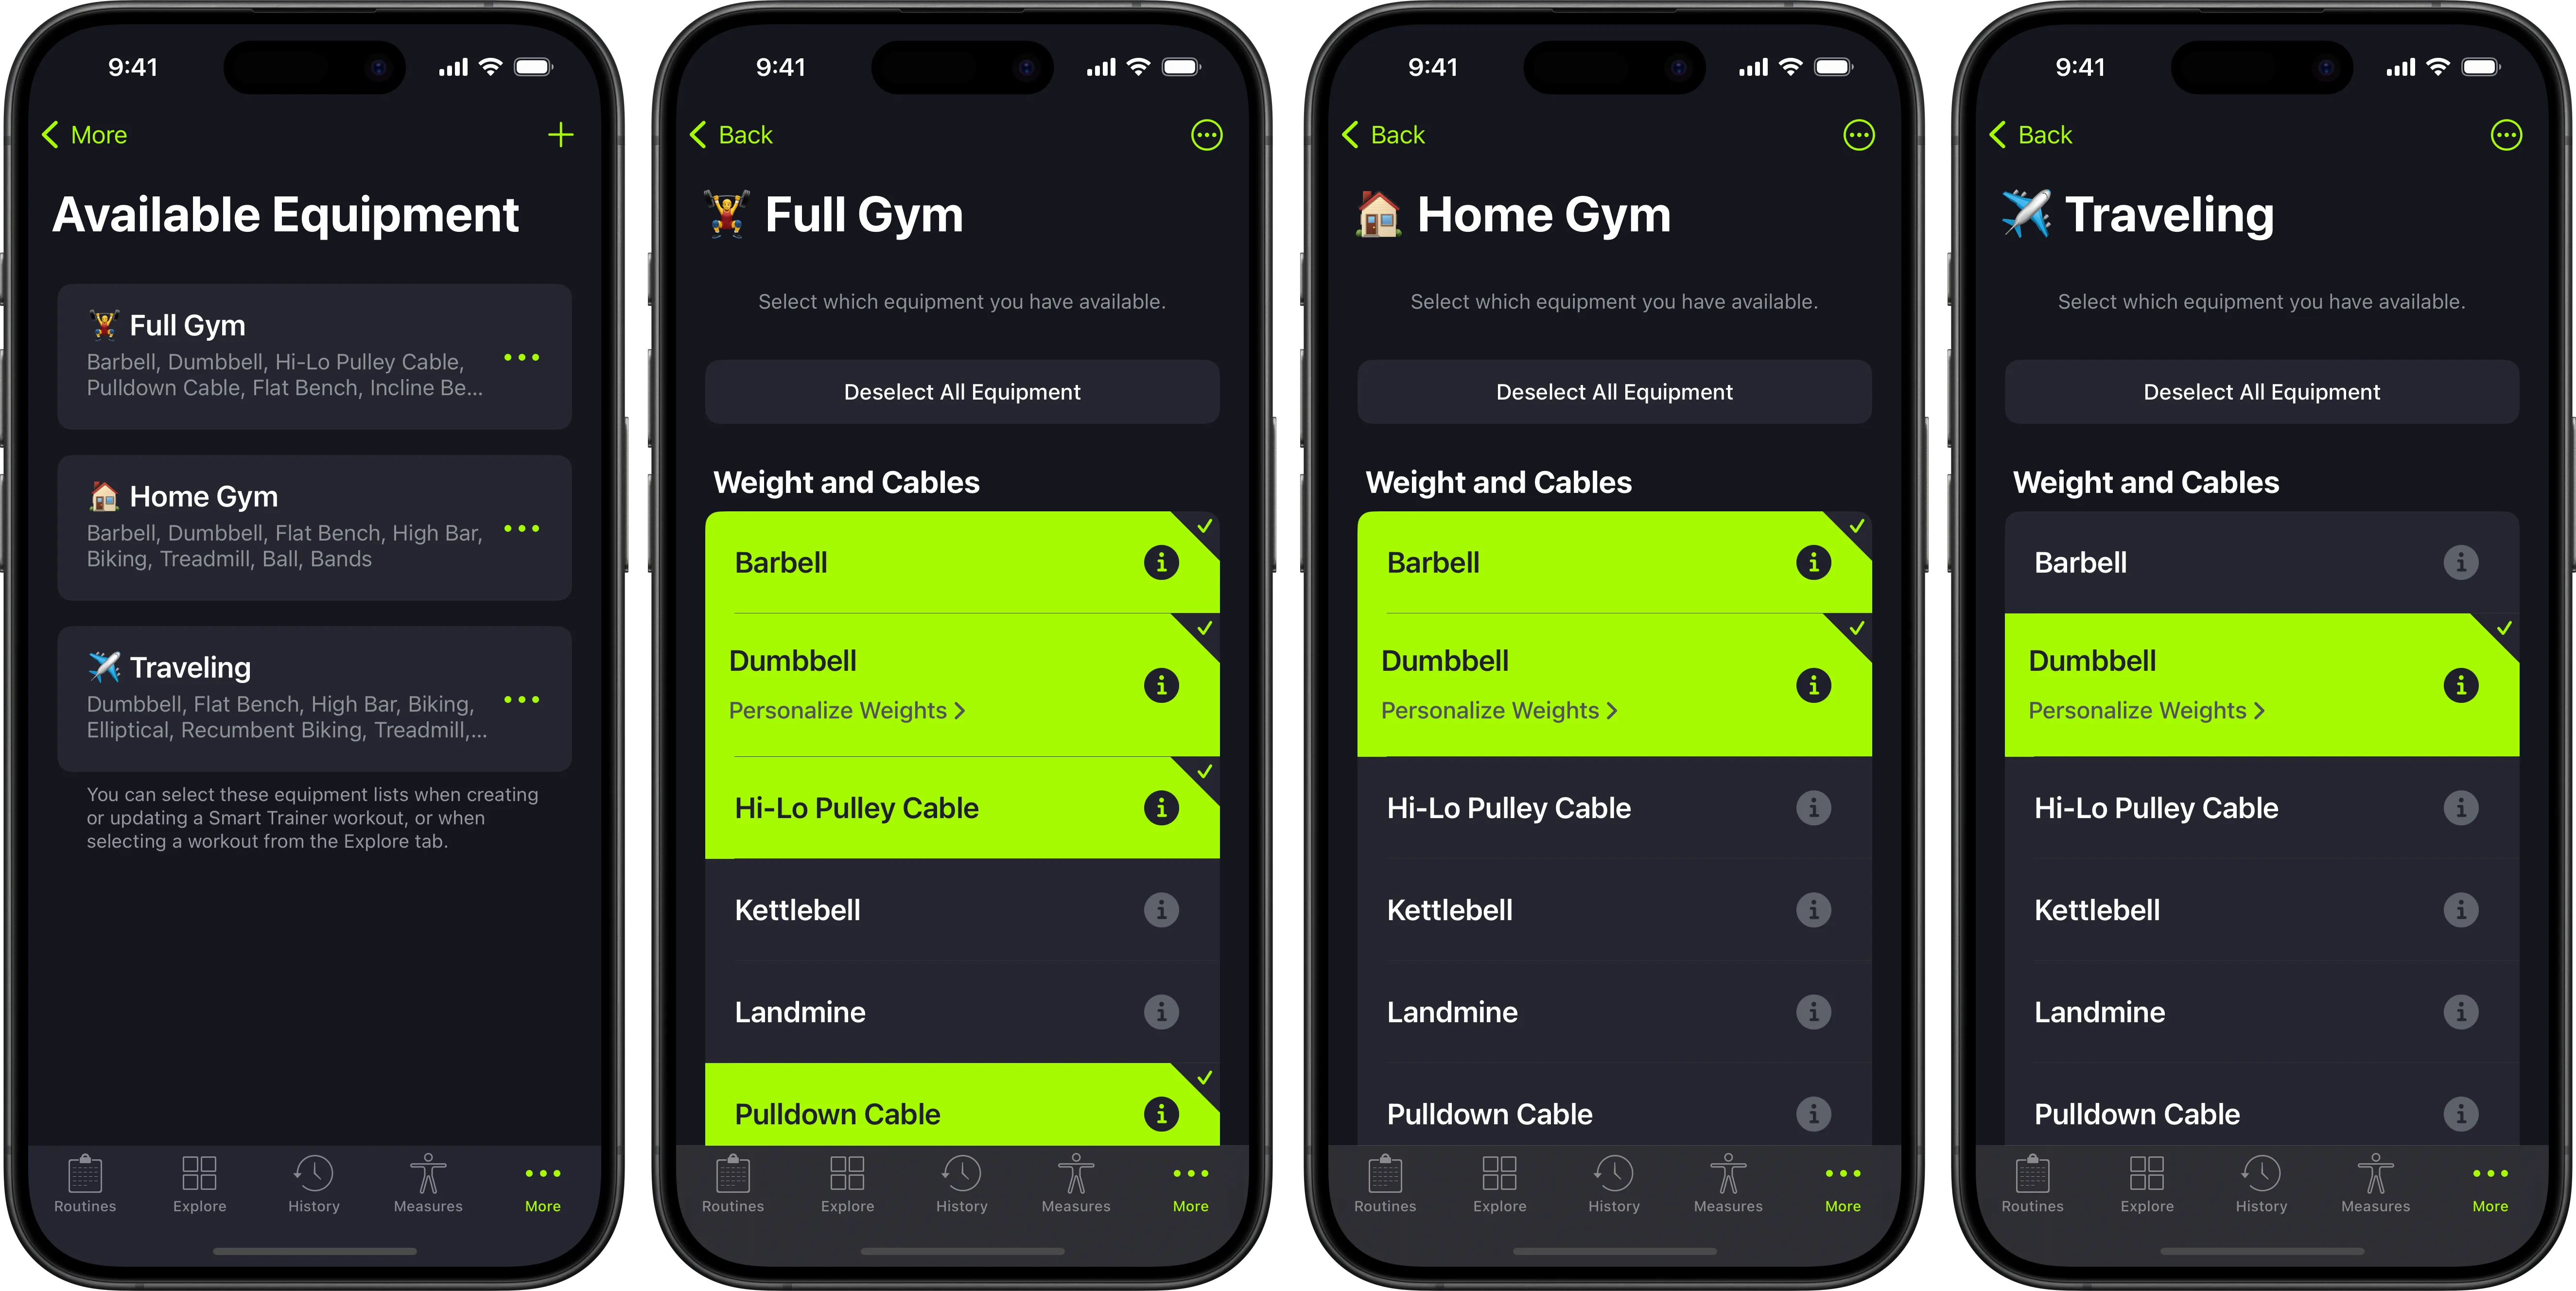 9:41
More
Available Equipment
Full Gym
Barbell, Dumbbell, Hi-Lo Pulley Cable,
Pulldown Cable, Flat Bench, Incline Be...
Home Gym
Barbell, Dumbbell, Flat Bench, High Bar,
Biking, Treadmill, Ball, Bands
Traveling
Dumbbell, Flat Bench, High Bar, Biking,
Elliptical, Recumbent Biking, Treadmill,...
You can select these equipment lists when creating
or updating a Smart Trainer workout, or when
selecting a workout from the Explore tab.
Routines Explore History Measures More
9:41
Back
Full Gym
Select which equipment you have available.
Deselect All Equipment
Weight and Cables
Barbell
Dumbbell
Personalize Weights
Hi-Lo Pulley Cable
Kettlebell
Landmine
Pulldown Cable
Routines Explore History Measures More
9:41
Back
Home Gym
Select which equipment you have available.
Deselect All Equipment
Weight and Cables
Barbell
Dumbbell
Personalize Weights
Hi-Lo Pulley Cable
Kettlebell
Landmine
Pulldown Cable
Routines Explore History Measures More
9:41
Back
Traveling
Select which equipment you have available.
Deselect All Equipment
Weight and Cables
Barbell
Dumbbell
Personalize Weights
Hi-Lo Pulley Cable
Kettlebell
Landmine
Pulldown Cable
Routines Explore History Measures More